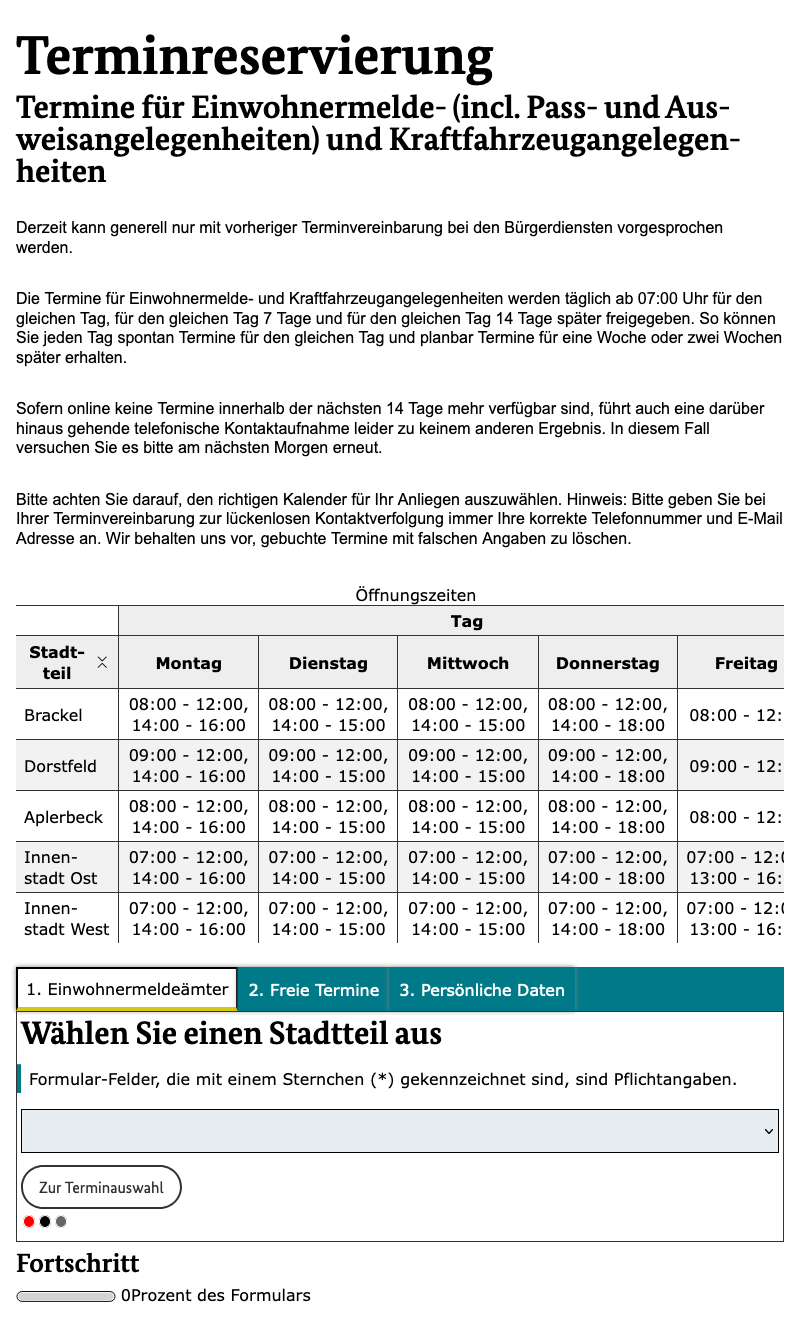 Terminreservierung
Termine für Einwohnermelde- (incl. Pass- und Aus-
weisangelegenheiten) und Kraftfahrzeugangelegen-
heiten
Derzeit kann generell nur mit vorheriger Terminvereinbarung bei den Bürgerdiensten vorgesprochen
werden.
Die Termine für Einwohnermelde- und Kraftfahrzeugangelegenheiten werden täglich ab 07:00 Uhr für den
gleichen Tag, für den gleichen Tag 7 Tage und für den gleichen Tag 14 Tage später freigegeben. So können
Sie jeden Tag spontan Termine für den gleichen Tag und planbar Termine für eine Woche oder zwei Wochen
später erhalten.
Sofern online keine Termine innerhalb der nächsten 14 Tage mehr verfügbar sind, führt auch eine darüber
hinaus gehende telefonische Kontaktaufnahme leider zu keinem anderen Ergebnis. In diesem Fall
versuchen Sie es bitte am nächsten Morgen erneut.
Bitte achten Sie darauf, den richtigen Kalender für Ihr Anliegen auszuwählen. Hinweis: Bitte geben Sie bei
Ihrer Terminvereinbarung zur lückenlosen Kontaktverfolgung immer Ihre korrekte Telefonnummer und E-Mail
Adresse an. Wir behalten uns vor, gebuchte Termine mit falschen Angaben zu löschen.
Öffnungszeiten
Tag
Stadt-
teil Montag Dienstag Mittwoch Donnerstag Freitag
Brackel 08:00 - 12:00, 08:00 - 12:00, 08:00 - 12:00, 08:00 - 12:00, 08:00 - 12:
14:00 - 16:00 14:00 - 15:00 14:00 - 15:00 14:00 - 18:00
Dorstfeld 09:00 - 12:00, 09:00 - 12:00, 09:00 - 12:00, 09:00 - 12:00, 09:00 - 12:
14:00 - 16:00 14:00 - 15:00 14:00 - 15:00 14:00 - 18:00
Aplerbeck 08:00 - 12:00, 08:00 - 12:00, 08:00 - 12:00, 08:00 - 12:00, 08:00 - 12:
14:00 - 16:00 14:00 - 15:00 14:00 - 15:00 14:00 - 18:00
Innen- 07:00 - 12:00, 07:00 - 12:00, 07:00 - 12:00, 07:00 - 12:00, 07:00 - 12:0
stadt Ost 14:00 - 16:00 14:00 - 15:00 14:00 - 15:00 14:00 - 18:00 13:00 - 16:
Innen- 07:00 - 12:00, 07:00 - 12:00, 07:00 - 12:00, 07:00 - 12:00, 07:00 - 12:0
stadt West 14:00 - 16:00 14:00 - 15:00 14:00 - 15:00 14:00 - 18:00 13:00 - 16:
1. Einwohnermeldeämter 2. Freie Termine 3. Persönliche Daten
Wählen Sie einen Stadtteil aus
Formular-Felder, die mit einem Sternchen (*) gekennzeichnet sind, sind Pflichtangaben.
Zur Terminauswahl
Fortschritt
0Prozent des Formulars